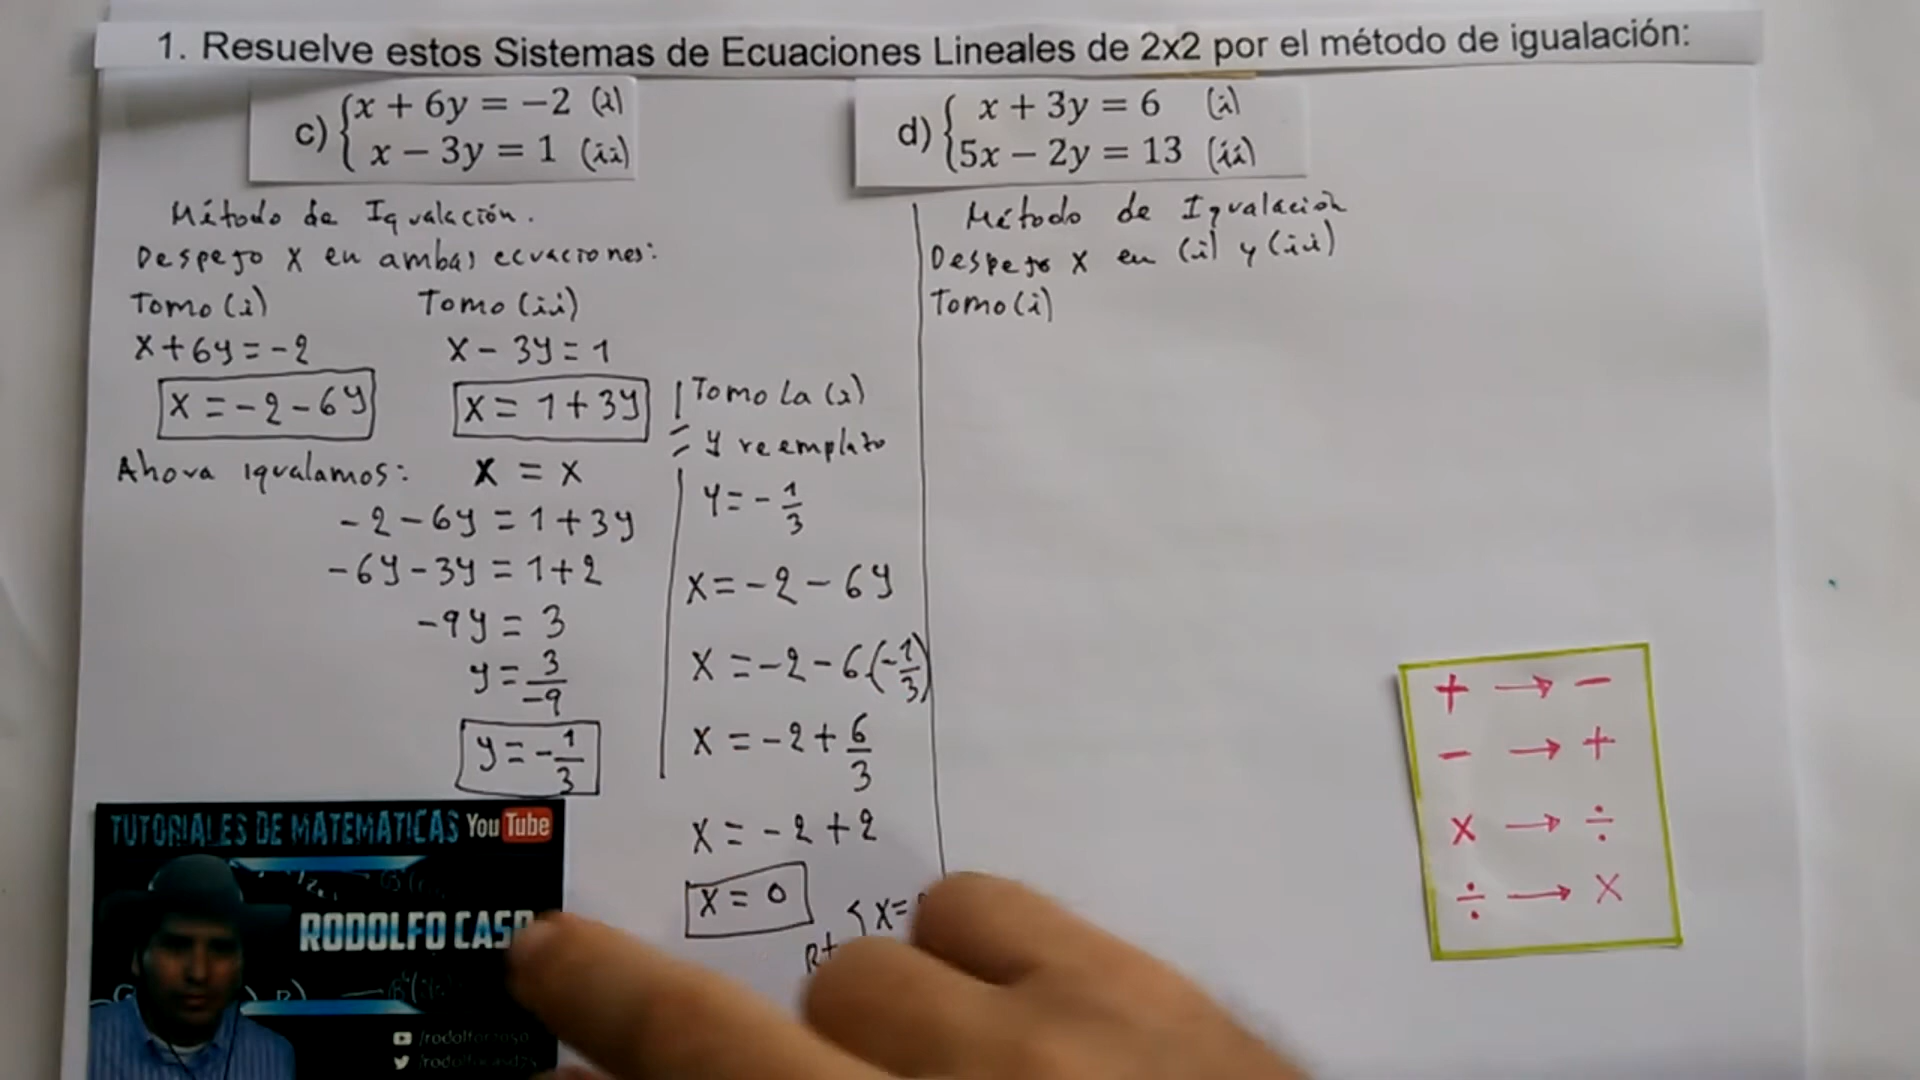 1. Resuelve estos Sistemas de Ecuaciones Lineales de 2x2 por el método de igualación:
c) { x + 6y = −2 (i)
x − 3y = 1 (ii)
Método de Igualación.
Despejo x en ambas ecuaciones:
Tomo (i) Tomo (ii)
x + 6y = -2 x - 3y = 1
x = -2 - 6y x = 1 + 3y
Ahora igualamos: x = x
-2 - 6y = 1 + 3y
-6y - 3y = 1 + 2
-9y = 3
y = 3/-9
y = -1/3
Tomo la (i)
y reemplazo
y = -1/3
x = -2 - 6y
x = -2 - 6(-1/3)
x = -2 + 6/3
x = -2 + 2
x = 0
Rt { x =
d) { x + 3y = 6 (i)
5x − 2y = 13 (ii)
Método de Igualación
Despejo x en (i) y (ii)
Tomo (i)
+ → -
- → +
x → ÷
÷ → x
TUTORIALES DE MATEMATICAS YouTube
RODOLFO CAS